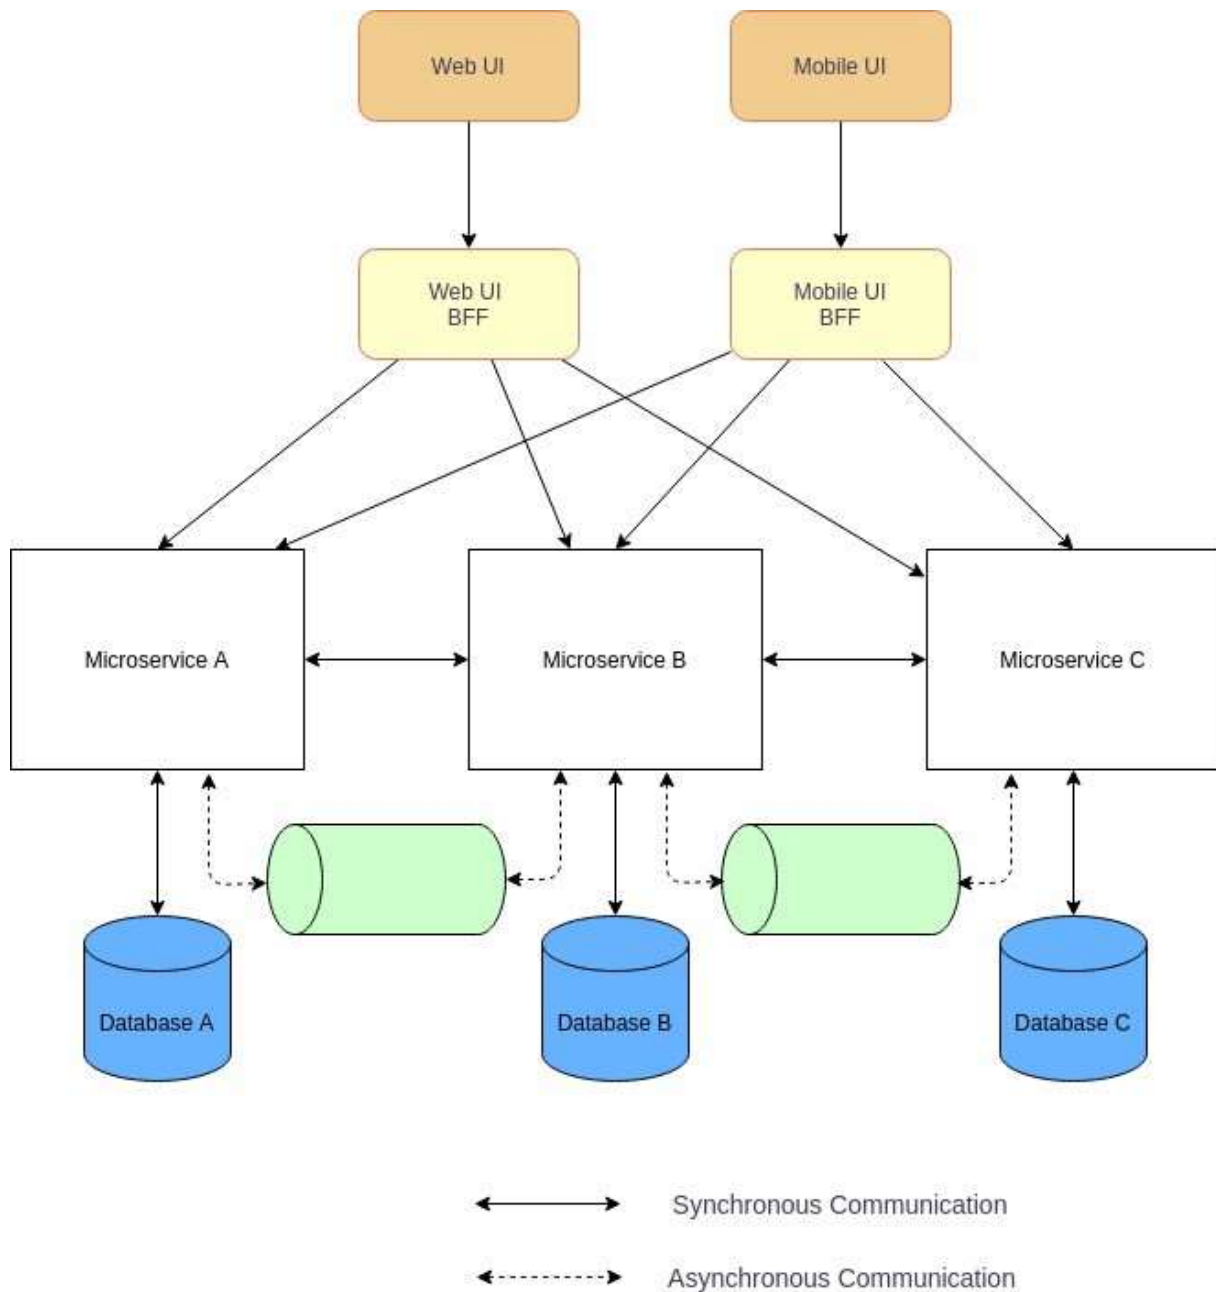 Web UI
Mobile UI
Web UI
BFF
Mobile UI
BFF
Microservice A
Microservice B
Microservice C
Database A
Database B
Database C
Synchronous Communication
Asynchronous Communication